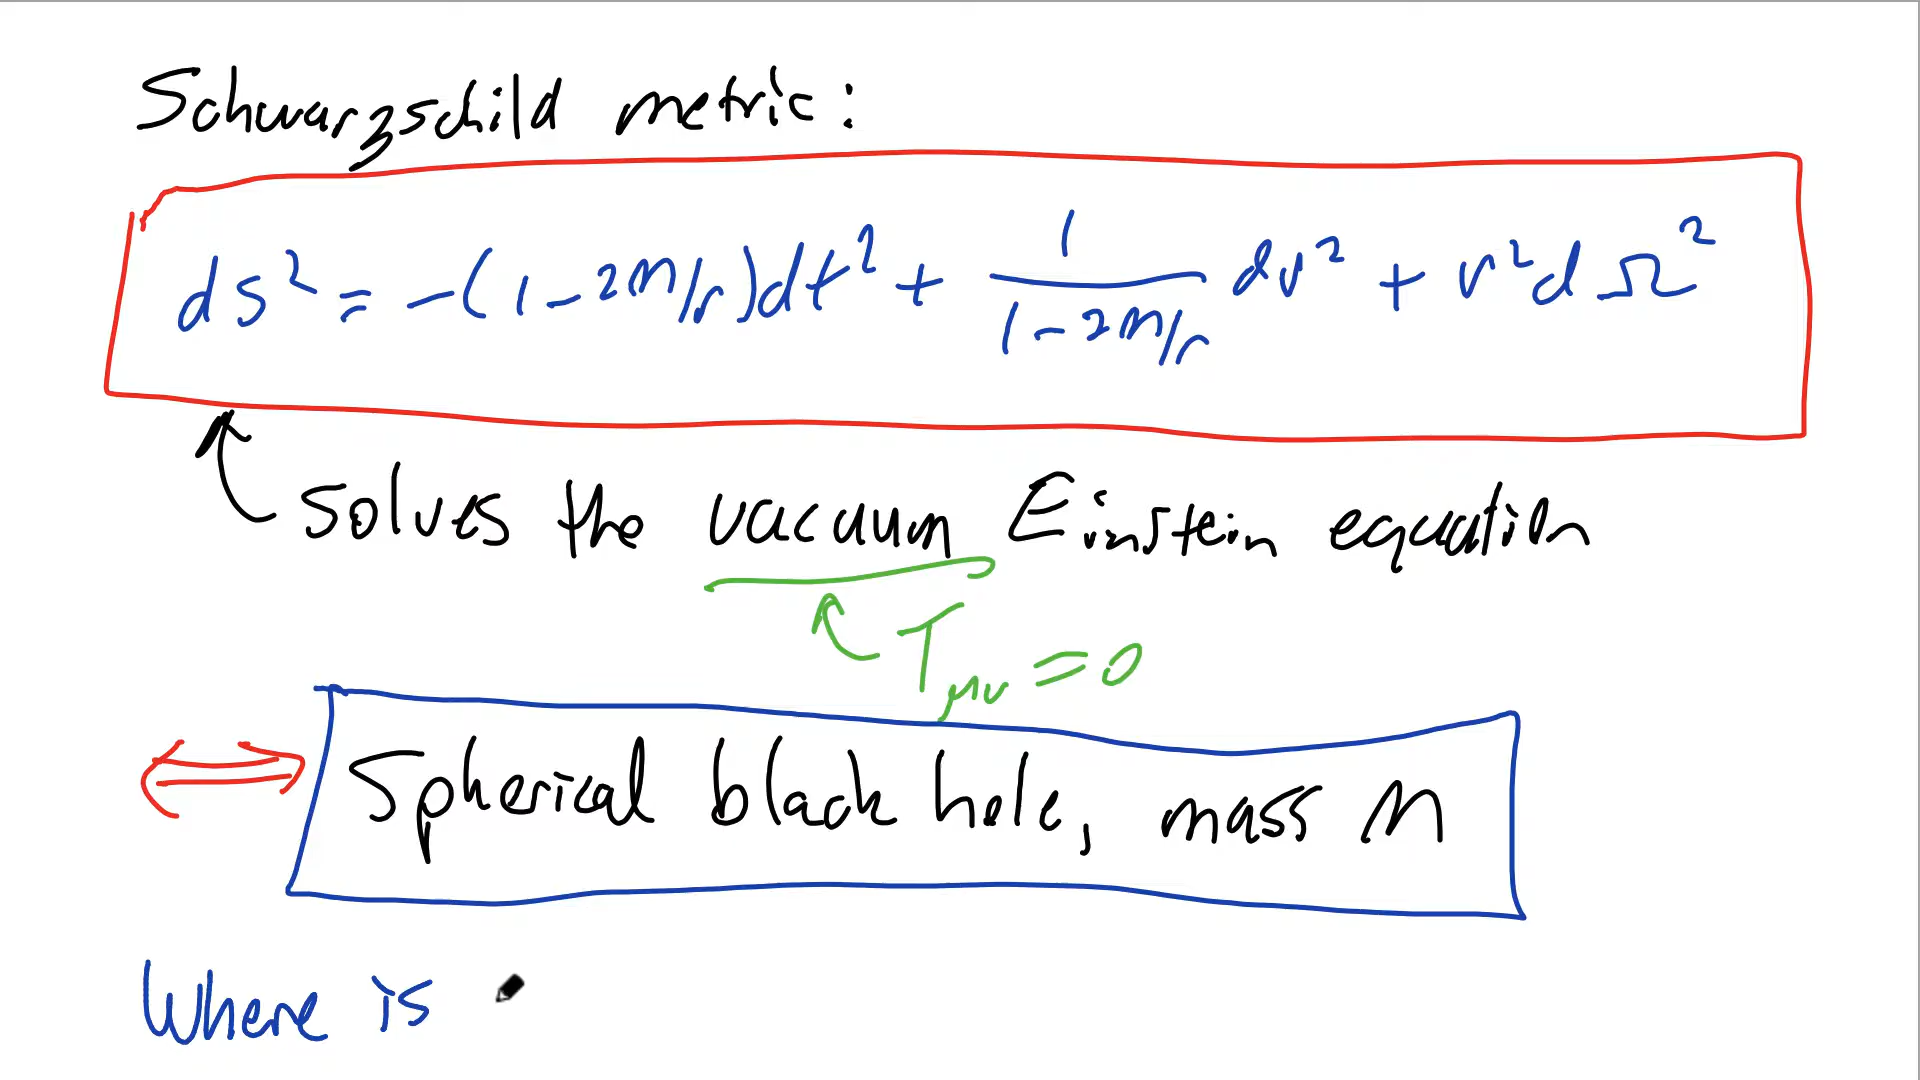 Schwarzschild metric:
ds² = -(1-2M/r)dt² + 1/(1-2M/r) dr² + r²dΩ²
solves the vacuum Einstein equation
Tμν = 0
Spherical black hole, mass M
Where is